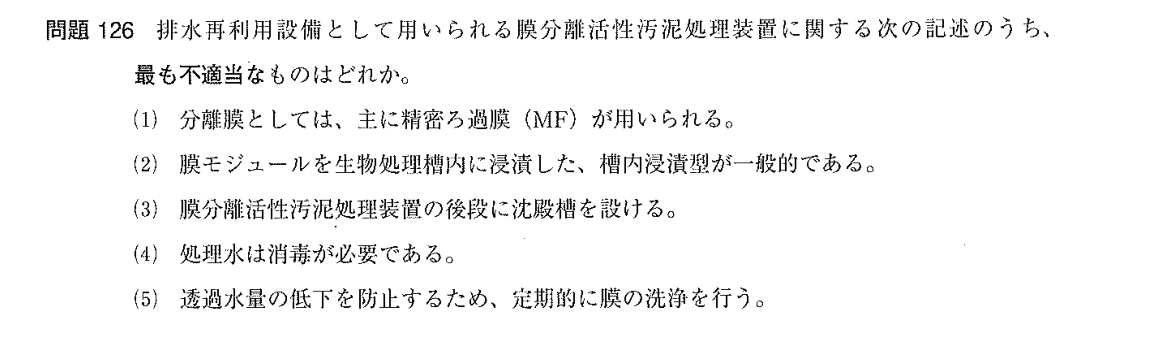 問題 126 排水再利用設備として用いられる膜分離活性汚泥処理装置に関する次の記述のうち、
最も不適当なものはどれか。
(1) 分離膜としては、主に精密ろ過膜（MF）が用いられる。
(2) 膜モジュールを生物処理槽内に浸漬した、槽内浸漬型が一般的である。
(3) 膜分離活性汚泥処理装置の後段に沈殿槽を設ける。
(4) 処理水は消毒が必要である。
(5) 透過水量の低下を防止するため、定期的に膜の洗浄を行う。